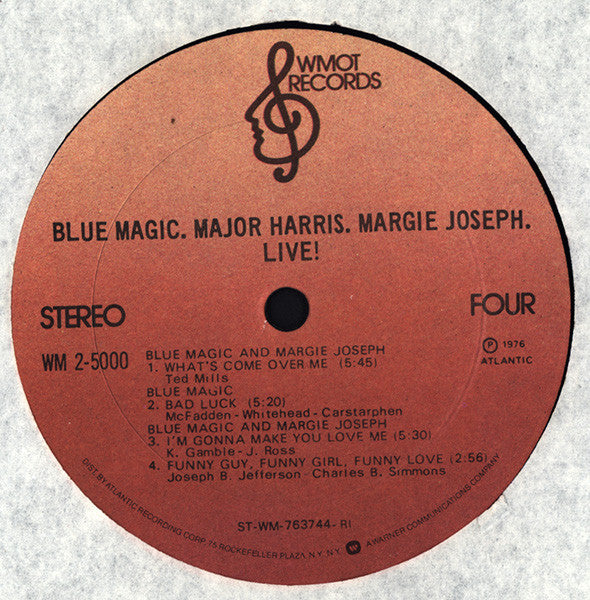 WMOT
RECORDS
BLUE MAGIC. MAJOR HARRIS. MARGIE JOSEPH.
LIVE!
STEREO
FOUR
WM 2-5000
Ⓟ 1976
ATLANTIC
BLUE MAGIC AND MARGIE JOSEPH
1. WHAT'S COME OVER ME (5:45)
Ted Mills
BLUE MAGIC
2. BAD LUCK (5:20)
McFadden-Whitehead-Carstarphen
BLUE MAGIC AND MARGIE JOSEPH
3. I'M GONNA MAKE YOU LOVE ME (5:30)
K. Gamble-J. Ross
4. FUNNY GUY, FUNNY GIRL, FUNNY LOVE (2:56)
Joseph B. Jefferson-Charles B. Simmons
ST-WM-763744-RI
DIST. BY ATLANTIC RECORDING CORP. 75 ROCKEFELLER PLAZA, N.Y. N.Y. W A WARNER COMMUNICATIONS COMPANY